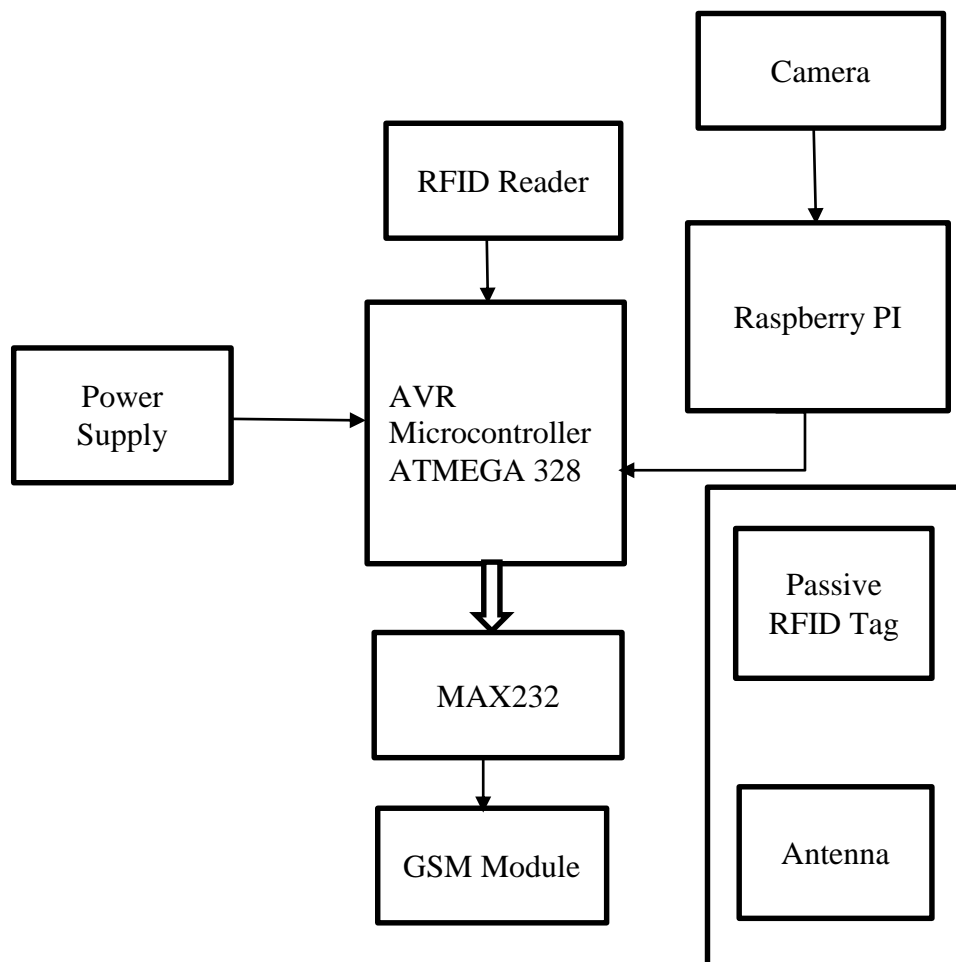 Camera
RFID Reader
Raspberry PI
Power
Supply
AVR
Microcontroller
ATMEGA 328
Passive
RFID Tag
MAX232
Antenna
GSM Module